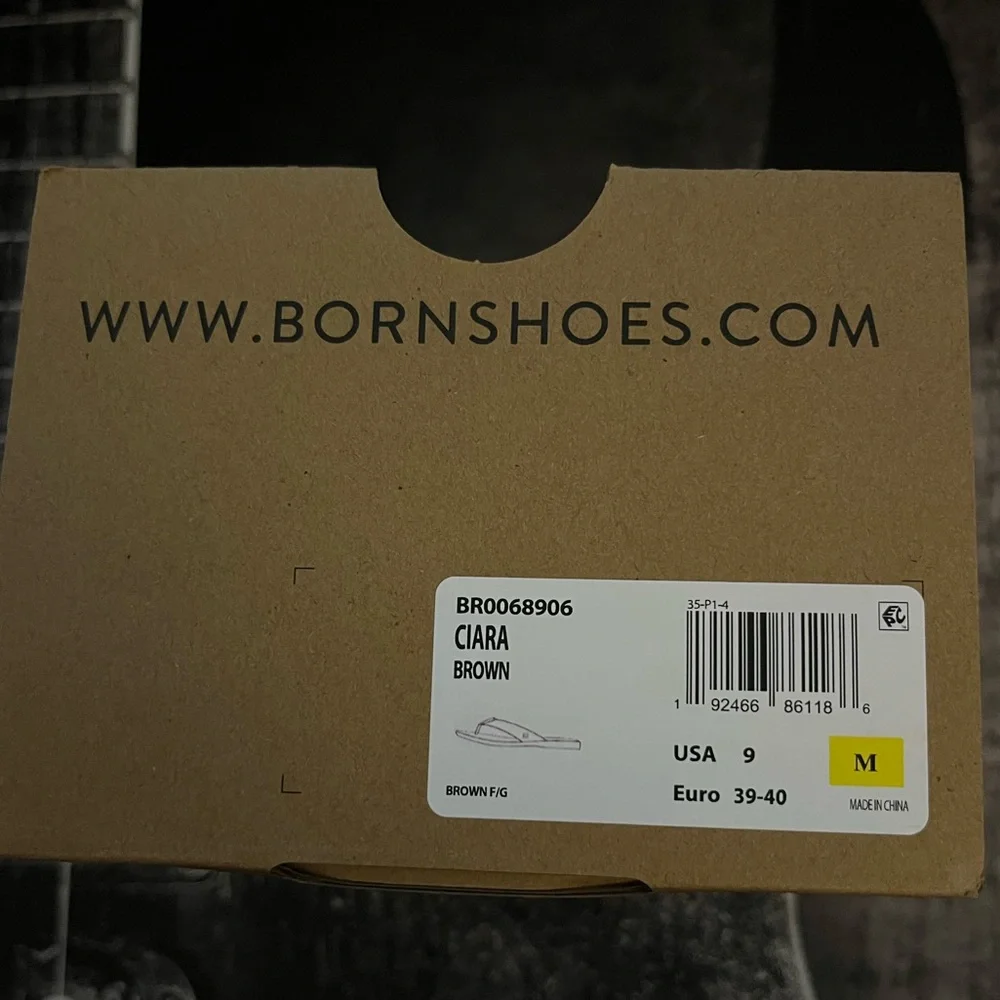 WWW.BORNSHOES.COM
BR0068906
CIARA
BROWN
BROWN F/G
35-P1-4
1 92466 86118 6
USA 9
Euro 39-40
M
MADE IN CHINA